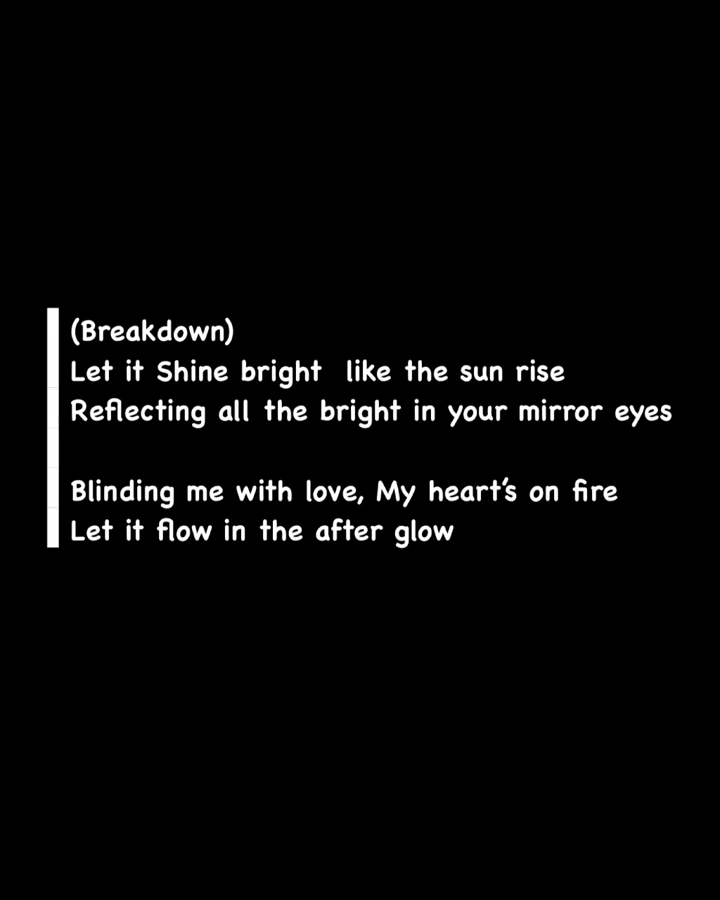 (Breakdown)
Let it Shine bright  like the sun rise
Reflecting all the bright in your mirror eyes
Blinding me with love, My heart's on fire
Let it flow in the after glow